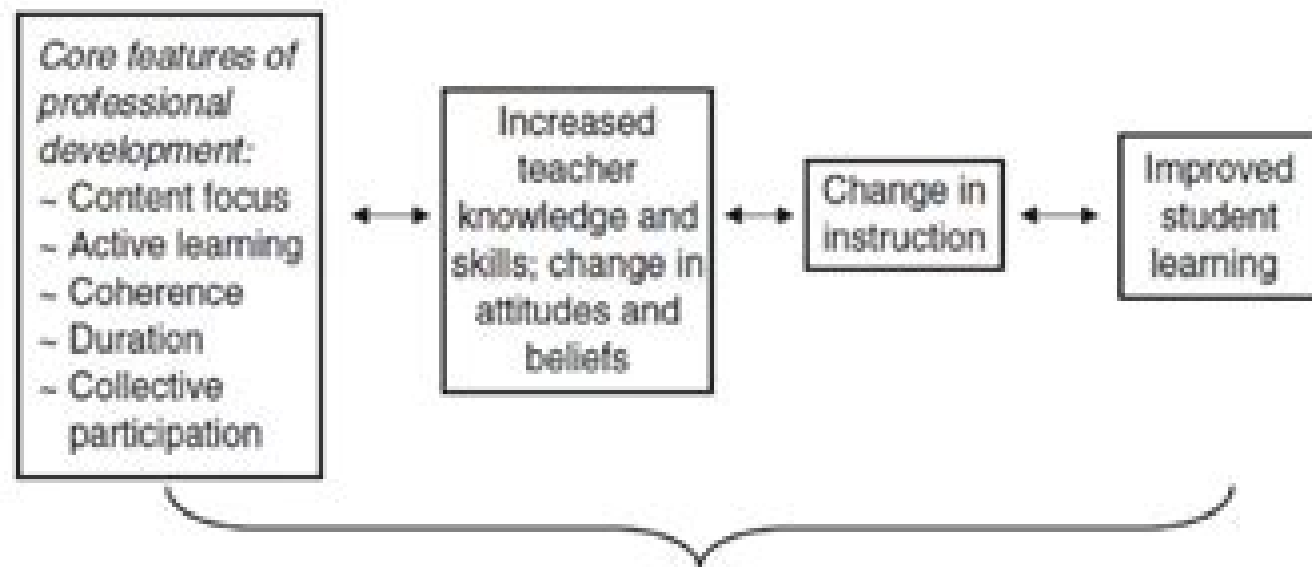 Core features of
professional
development:
~ Content focus
~ Active learning
~ Coherence
~ Duration
~ Collective
participation
Increased
teacher
knowledge and
skills; change in
attitudes and
beliefs
Change in
instruction
Improved
student
learning